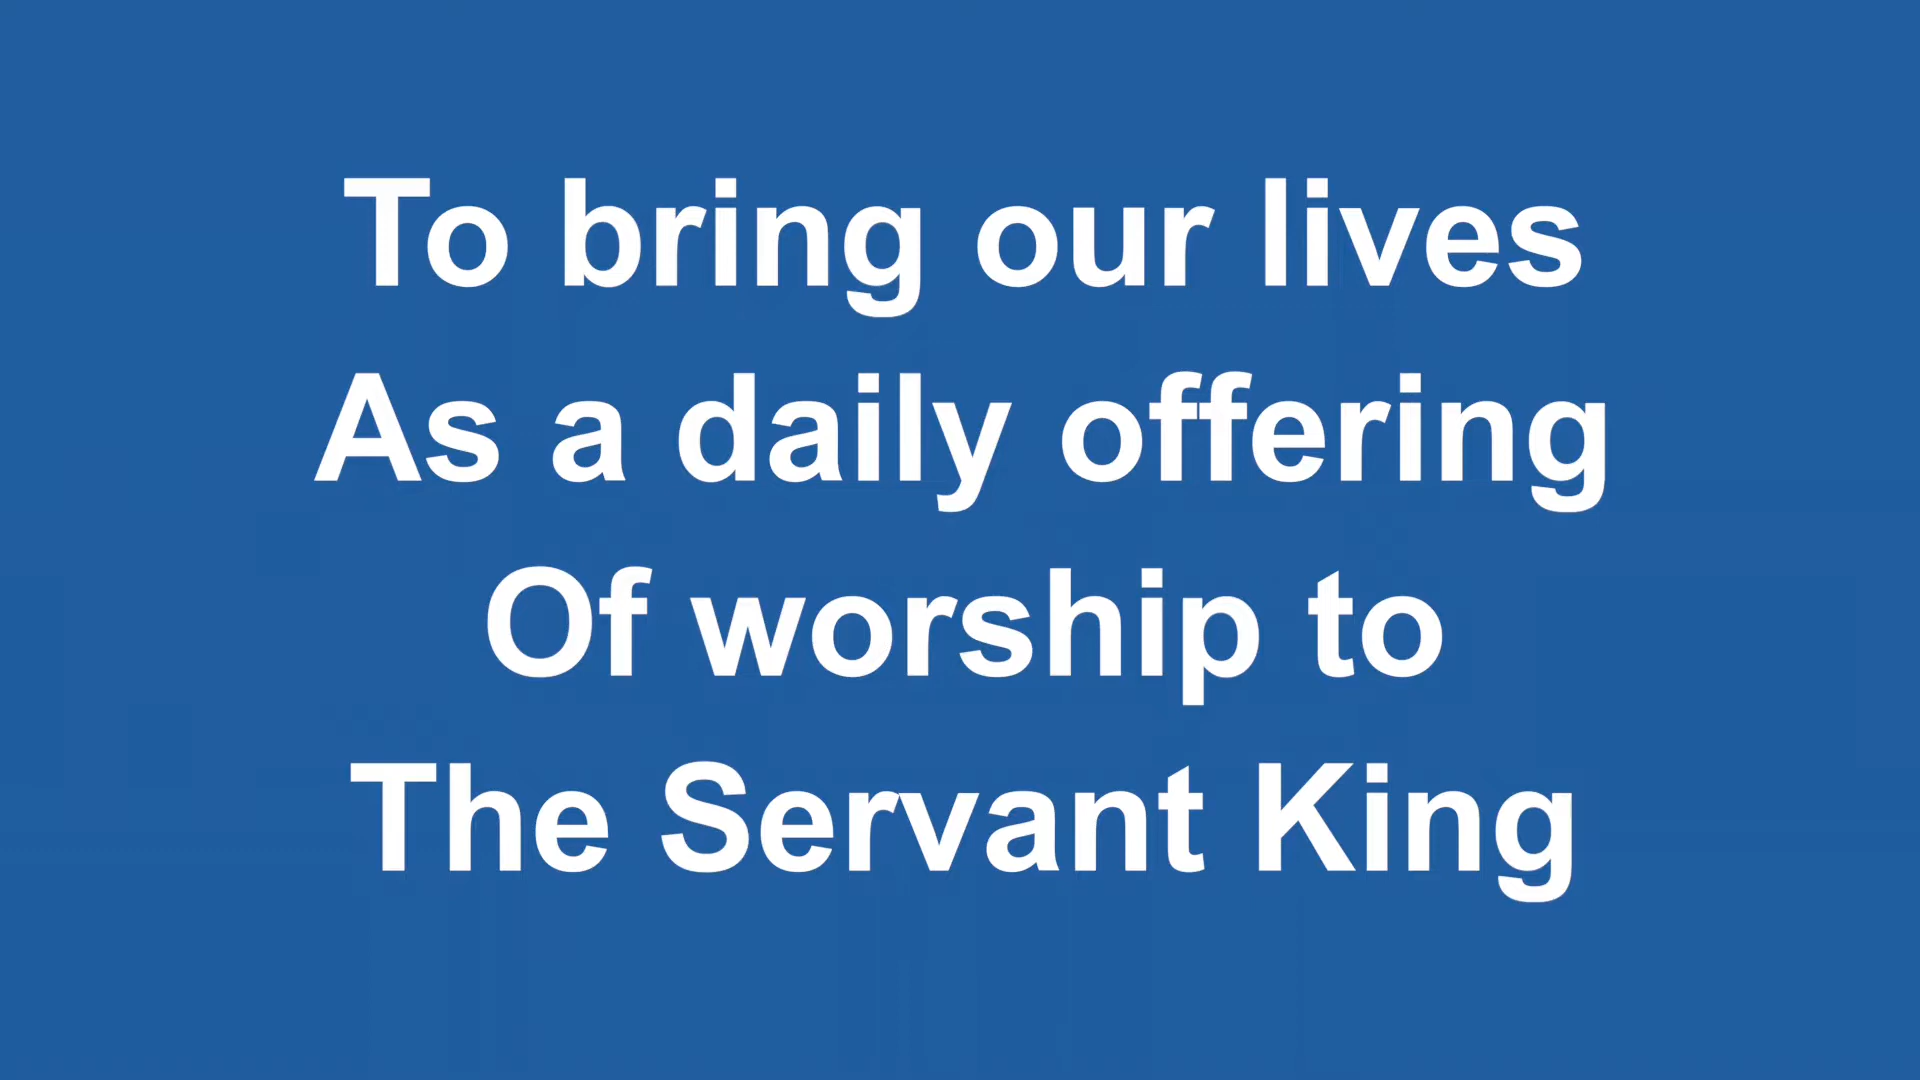 To bring our lives
As a daily offering
Of worship to
The Servant King